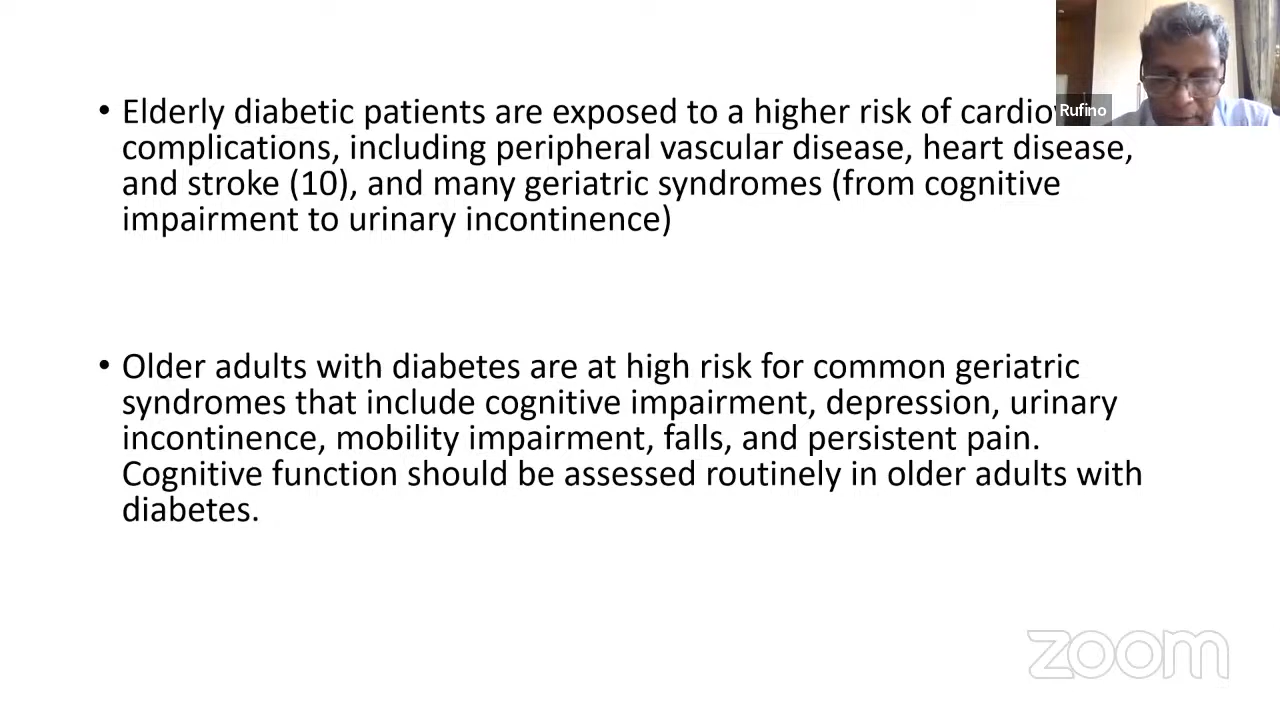 • Elderly diabetic patients are exposed to a higher risk of
complications, including peripheral vascular disease, heart disease,
and stroke (10), and many geriatric syndromes (from cognitive
impairment to urinary incontinence)
• Older adults with diabetes are at high risk for common geriatric
syndromes that include cognitive impairment, depression, urinary
incontinence, mobility impairment, falls, and persistent pain.
Cognitive function should be assessed routinely in older adults with
diabetes.
Rufino
zoom